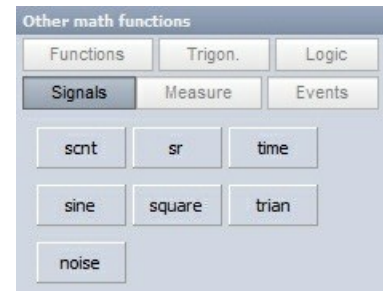 Other math functions
Functions Trigon. Logic
Signals Measure Events
scnt sr time
sine square trian
noise